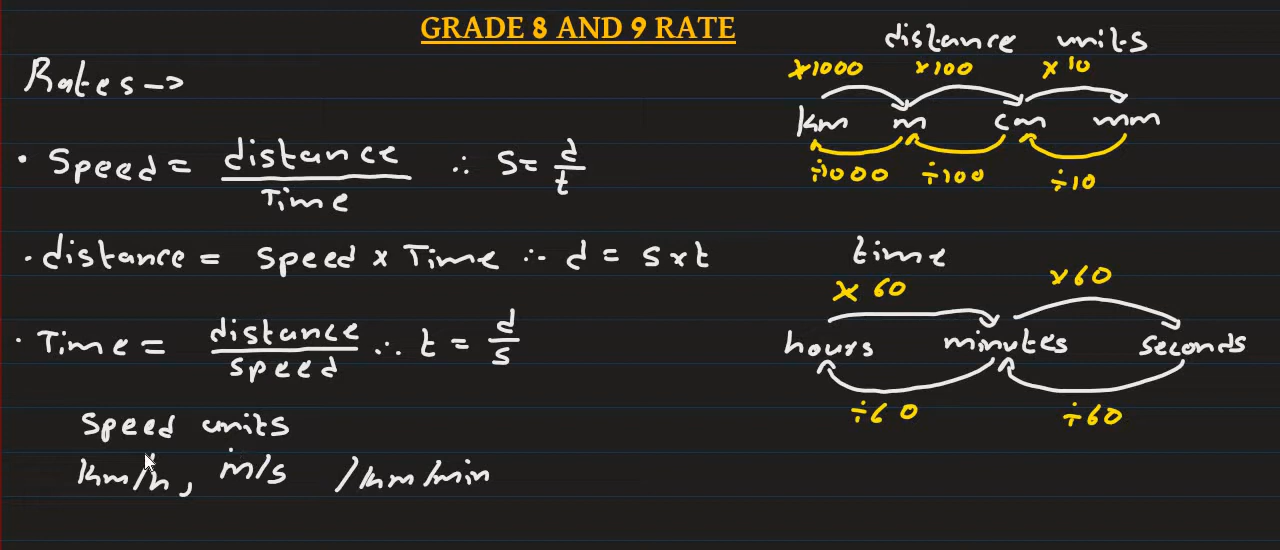 GRADE 8 AND 9 RATE
Rates ->
• Speed = distance / Time ∴ s = d/t
• distance = speed x Time ∴ d = s x t
• Time = distance / speed ∴ t = d/s
speed units
km/h, m/s /km/min
distance units
x1000 x100 x10
km m cm mm
÷1000 ÷100 ÷10
time
x 60 x60
hours minutes seconds
÷60 ÷60